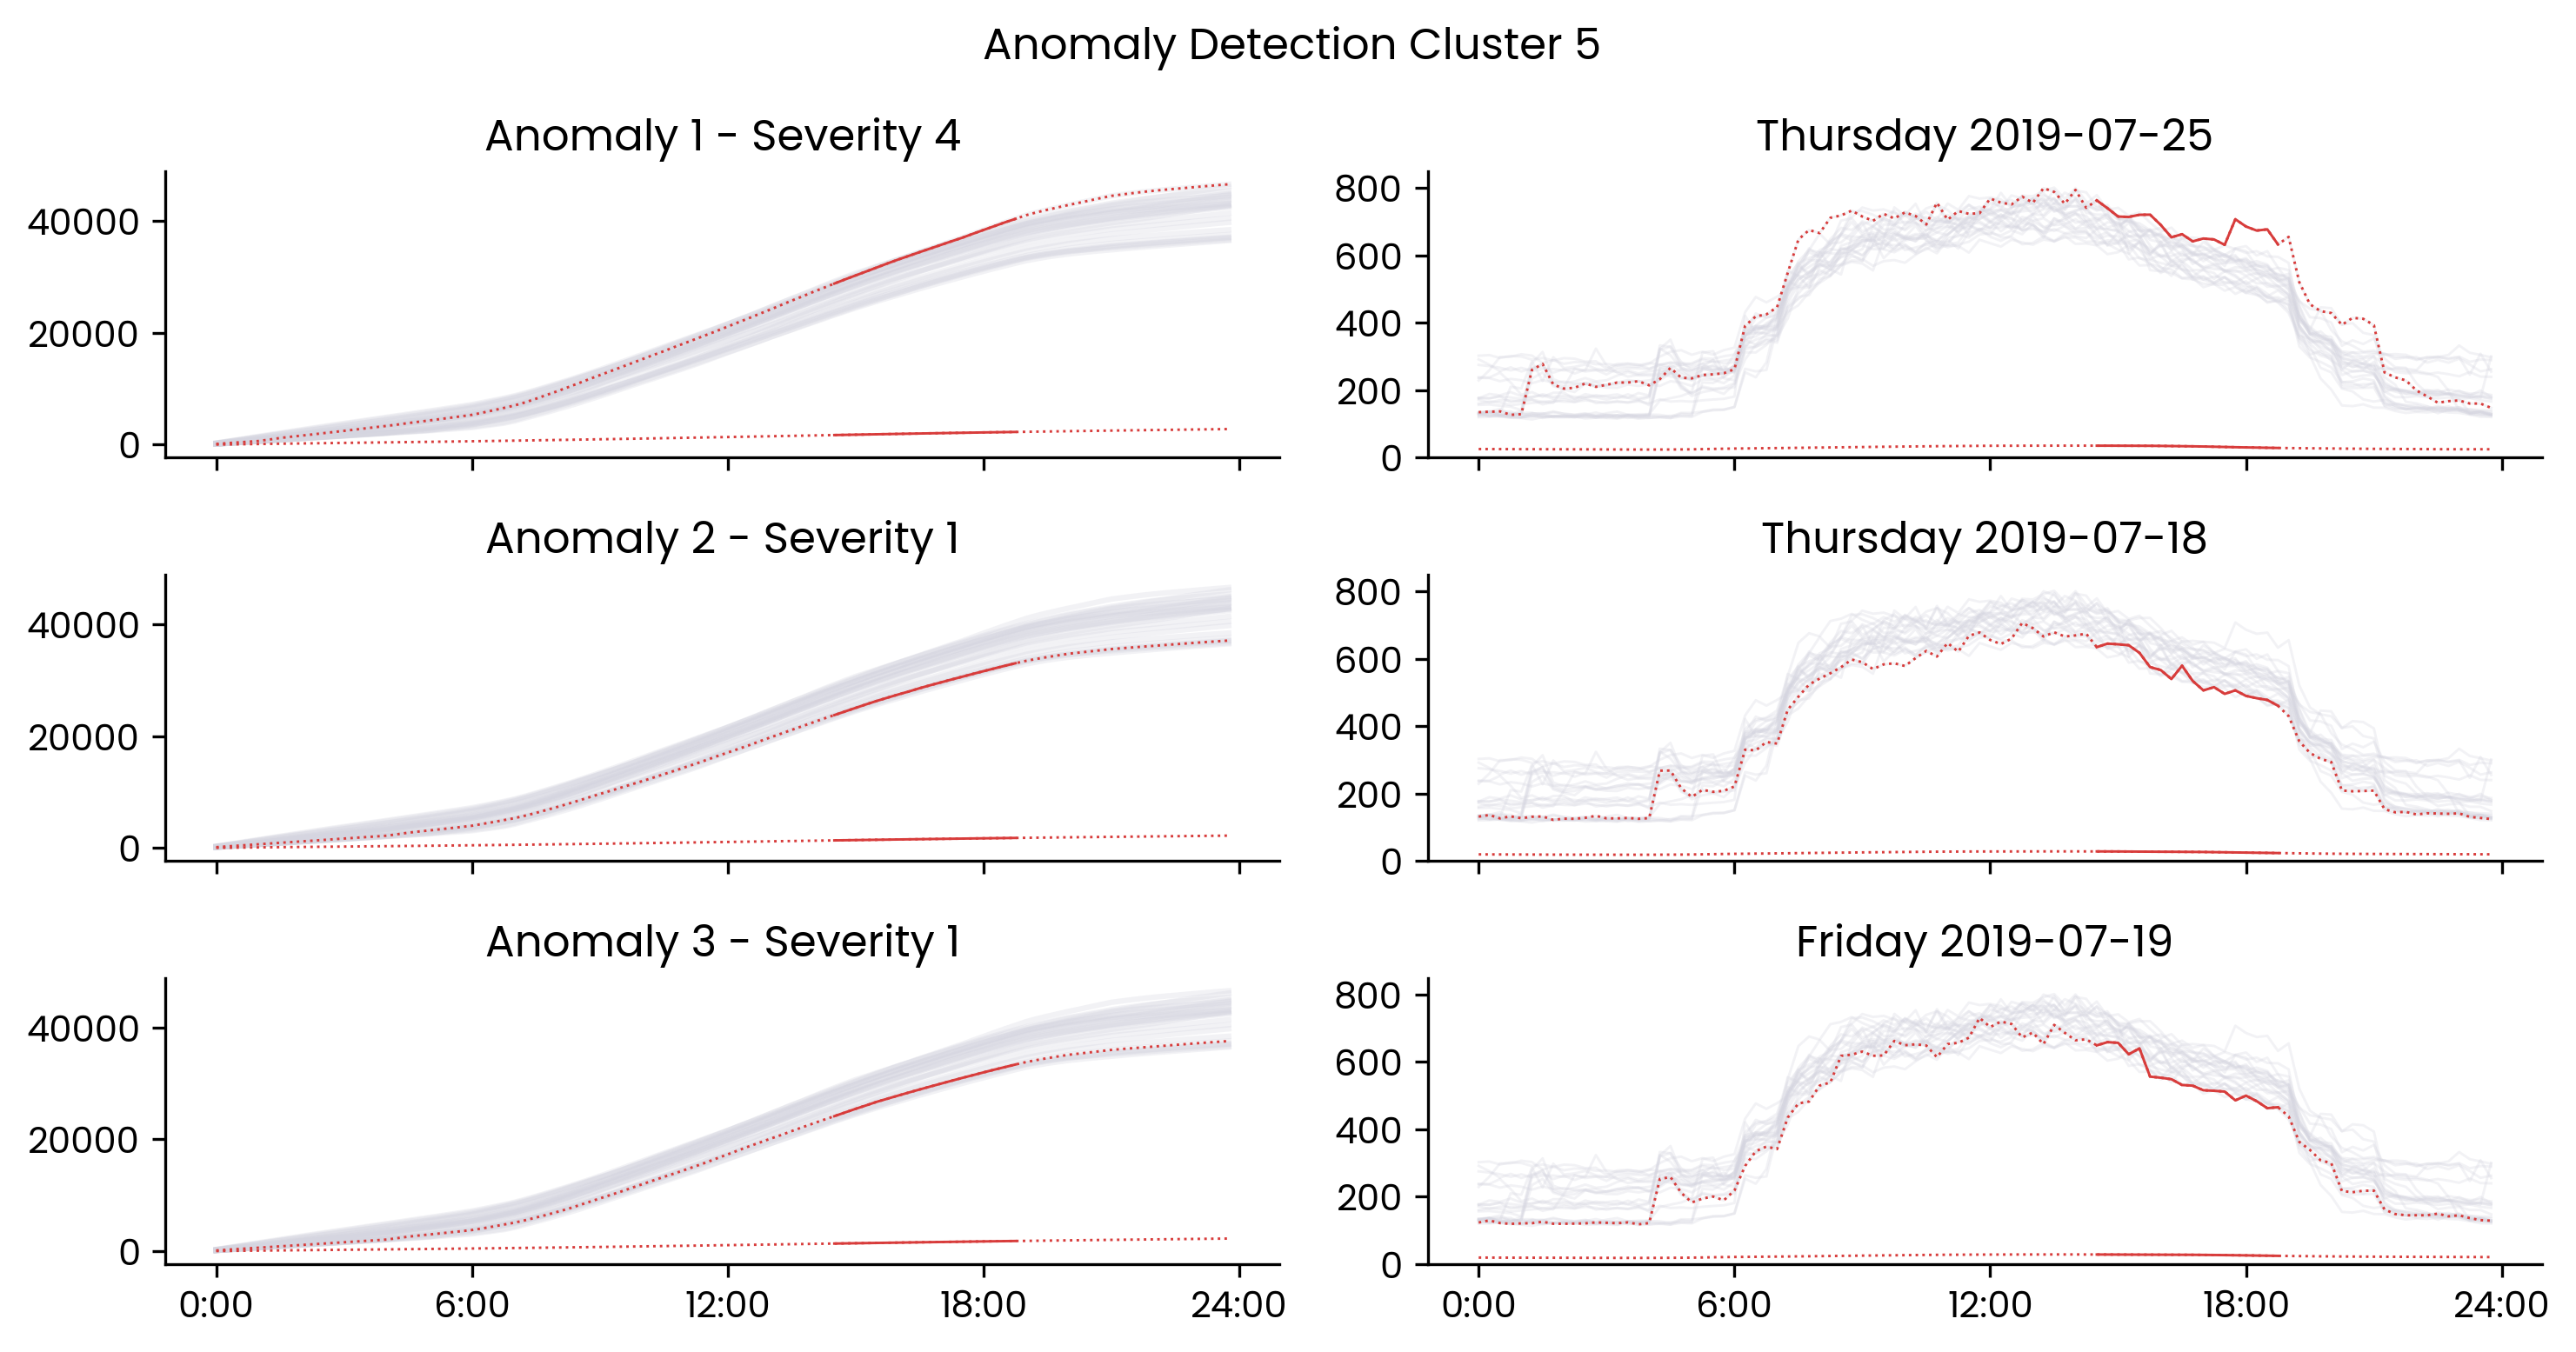 Anomaly Detection Cluster 5
Anomaly 1 - Severity 4
Thursday 2019-07-25
40000
20000
0
800
600
400
200
0
Anomaly 2 - Severity 1
Thursday 2019-07-18
40000
20000
0
800
600
400
200
0
Anomaly 3 - Severity 1
Friday 2019-07-19
40000
20000
0
800
600
400
200
0
0:00 6:00 12:00 18:00 24:00
0:00 6:00 12:00 18:00 24:00